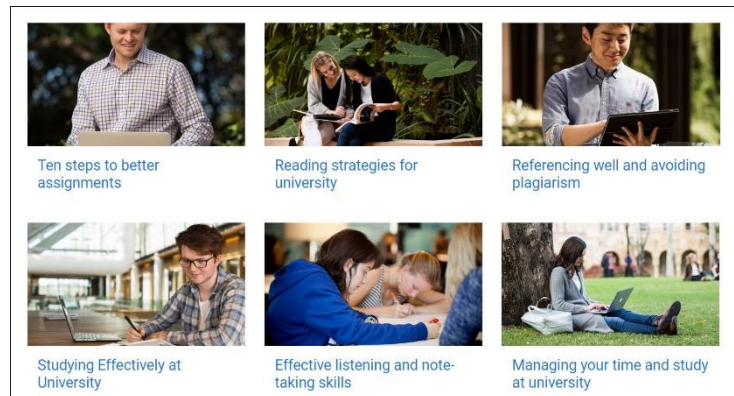 Ten steps to better
assignments
Reading strategies for
university
Referencing well and avoiding
plagiarism
Studying Effectively at
University
Effective listening and note-
taking skills
Managing your time and study
at university